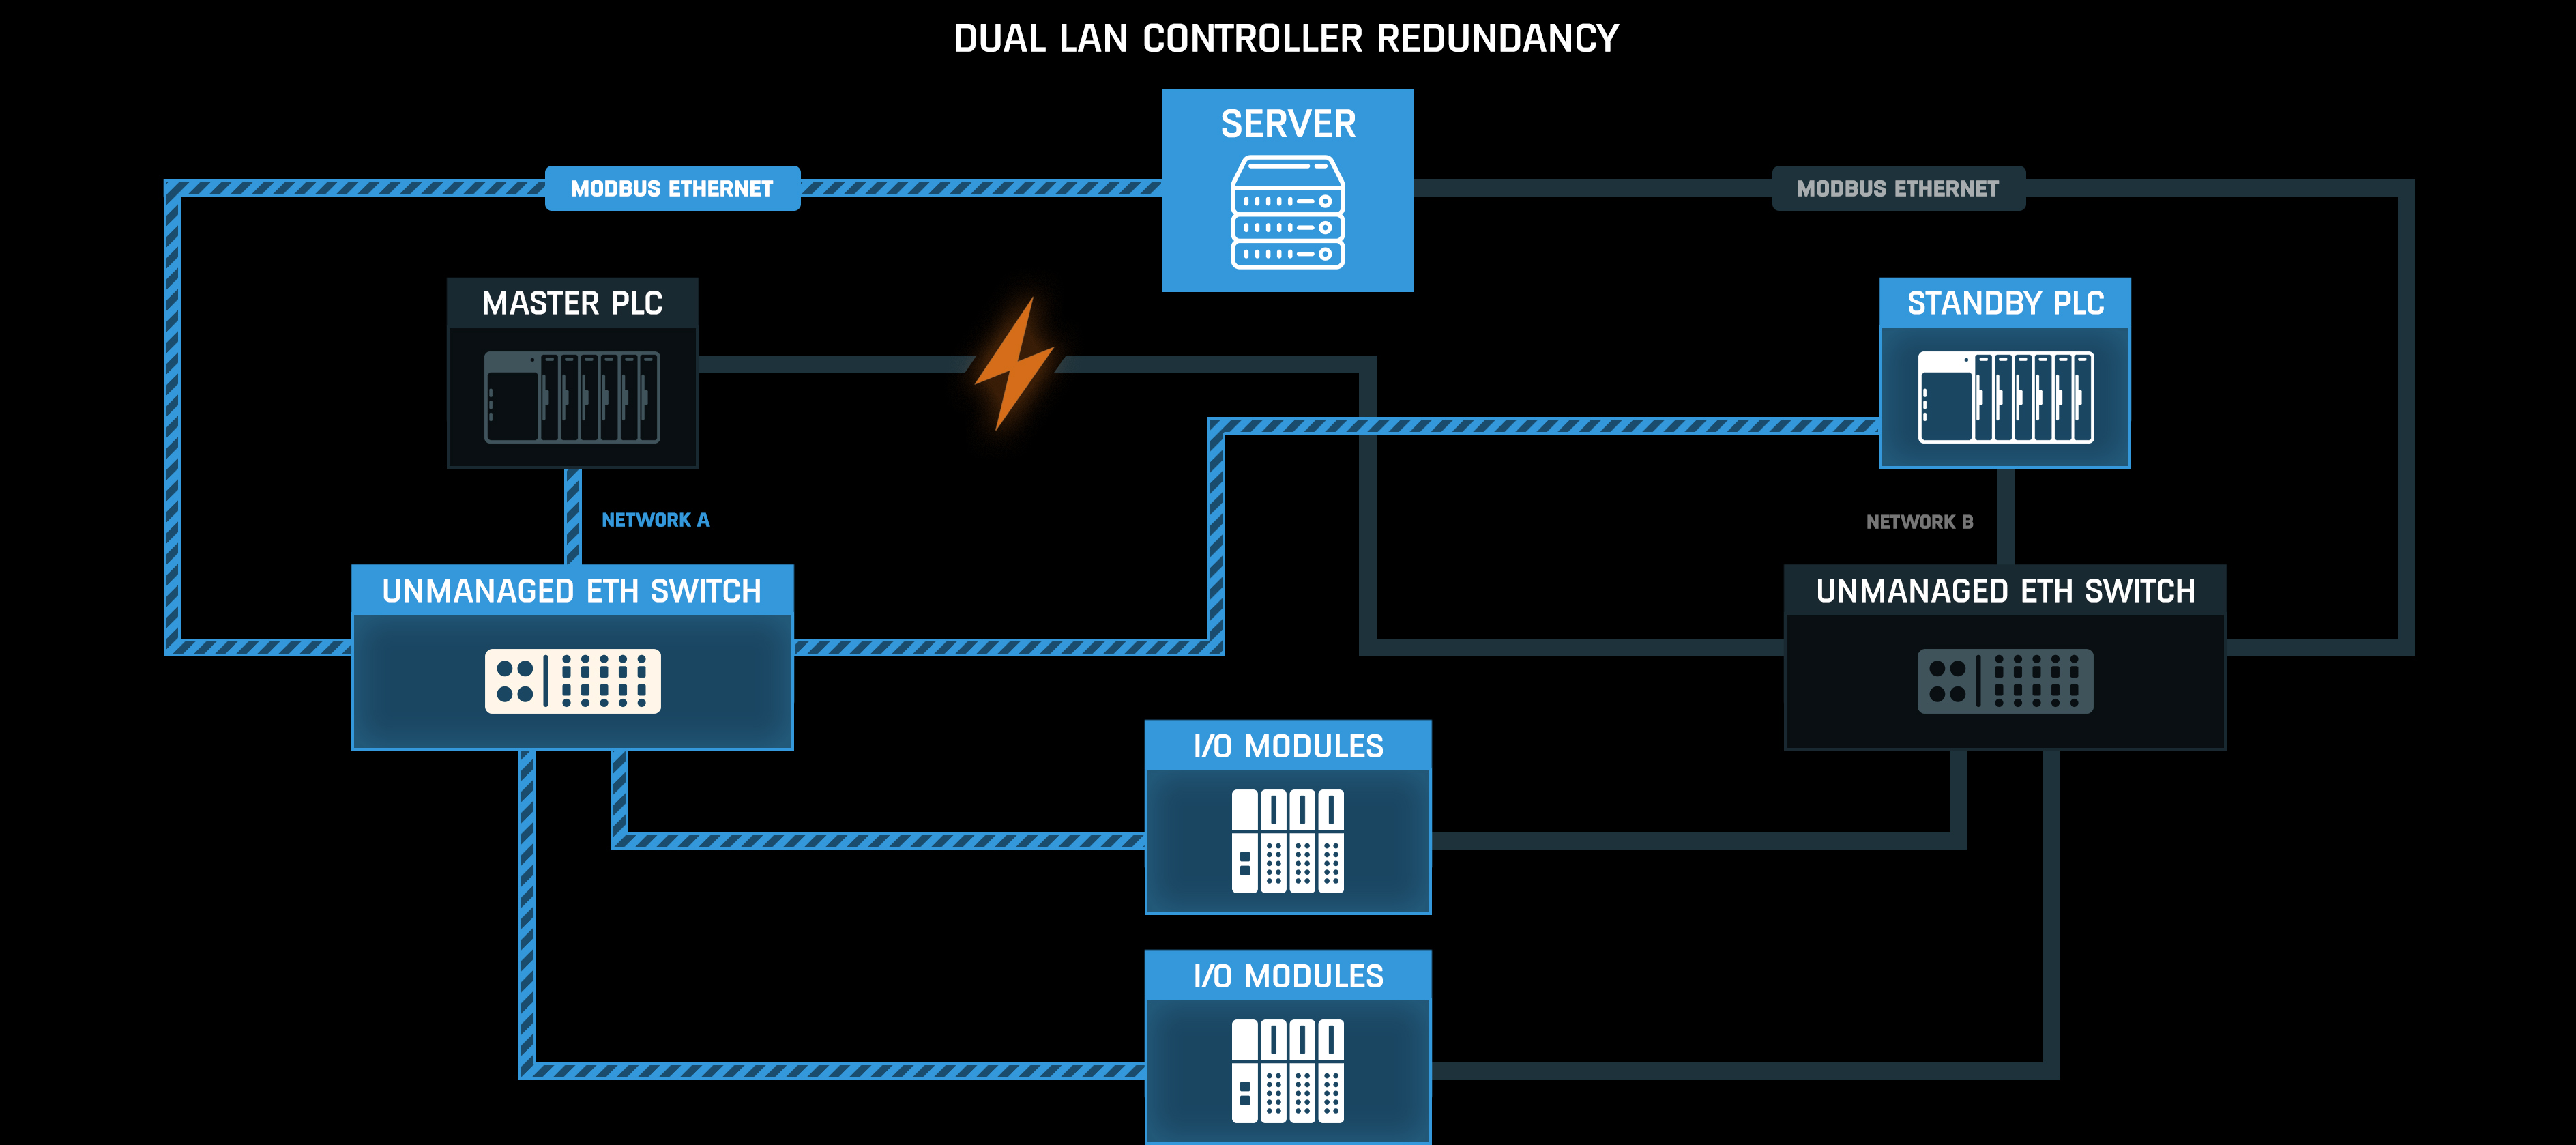 DUAL LAN CONTROLLER REDUNDANCY
SERVER
MODBUS ETHERNET
MODBUS ETHERNET
MASTER PLC
STANDBY PLC
NETWORK A
NETWORK B
UNMANAGED ETH SWITCH
UNMANAGED ETH SWITCH
I/O MODULES
I/O MODULES